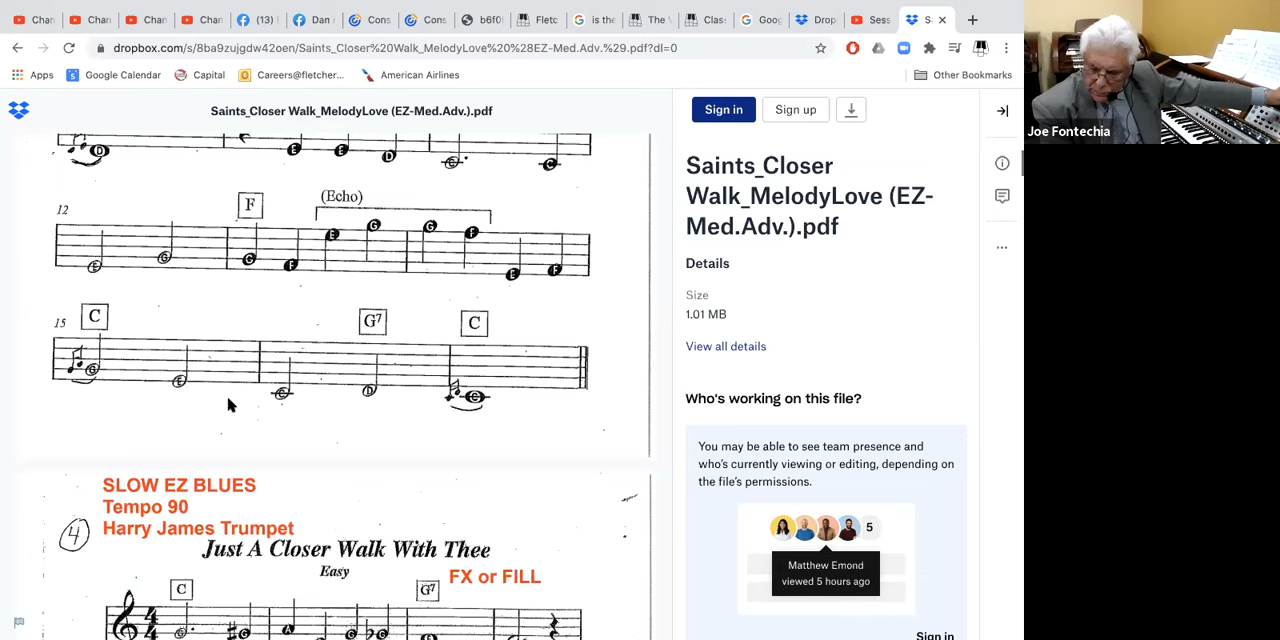 Chan
Chan
Chan
Chan
(13)
Dan
Cons
Cons
b6f0
Fletc
is the
The
Clas
Goog
Drop
Sess
S
dropbox.com/s/8ba9zujgdw42oen/Saints_Closer%20Walk_MelodyLove%20%28EZ-Med.Adv.%29.pdf?dl=0
Apps
Google Calendar
Capital
Careers@fletcher...
American Airlines
Other Bookmarks
Saints_Closer Walk_MelodyLove (EZ-Med.Adv.).pdf
D E E D C C
12
F
(Echo)
E G G F E G G F E F
15
C
G7
C
G E C D C
SLOW EZ BLUES
Tempo 90
Harry James Trumpet
4
Just A Closer Walk With Thee
Easy
FX or FILL
C
G7
4
4
G G A G G
Sign in
Sign up
Saints_Closer
Walk_MelodyLove (EZ-
Med.Adv.).pdf
Details
Size
1.01 MB
View all details
Who's working on this file?
You may be able to see team presence and
who's currently viewing or editing, depending on
the file's permissions.
5
Matthew Emond
viewed 5 hours ago
Sign in
Joe Fontechia